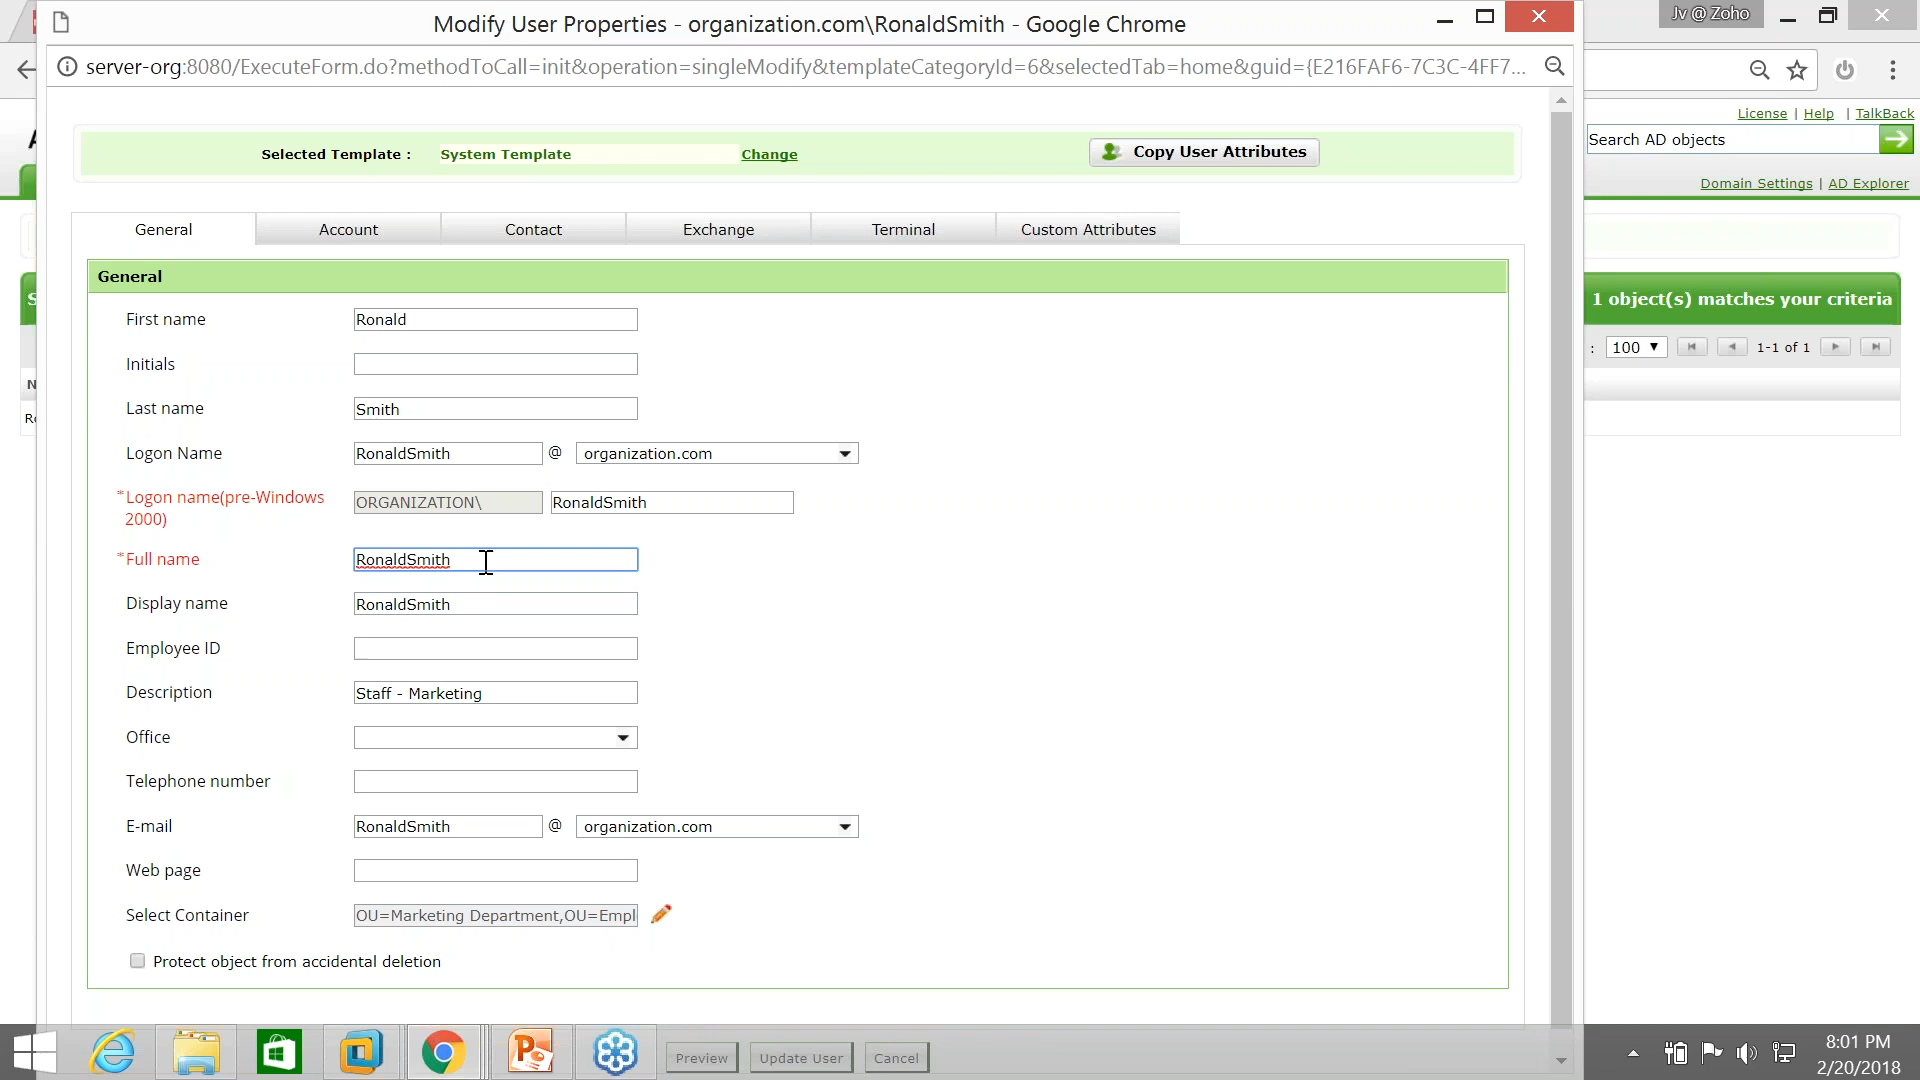 Modify User Properties - organization.com\RonaldSmith - Google Chrome
Jv @ Zoho
server-org:8080/ExecuteForm.do?methodToCall=init&operation=singleModify&templateCategoryId=6&selectedTab=home&guid={E216FAF6-7C3C-4FF7...
License | Help | TalkBack
Search AD objects
Domain Settings | AD Explorer
Selected Template : System Template Change
Copy User Attributes
General Account Contact Exchange Terminal Custom Attributes
General
1 object(s) matches your criteria
: 100 1-1 of 1
First name Ronald
Initials
Last name Smith
Logon Name RonaldSmith @ organization.com
*Logon name(pre-Windows 2000) ORGANIZATION\ RonaldSmith
*Full name RonaldSmith
Display name RonaldSmith
Employee ID
Description Staff - Marketing
Office
Telephone number
E-mail RonaldSmith @ organization.com
Web page
Select Container OU=Marketing Department,OU=Empl
Protect object from accidental deletion
Preview Update User Cancel
8:01 PM
2/20/2018